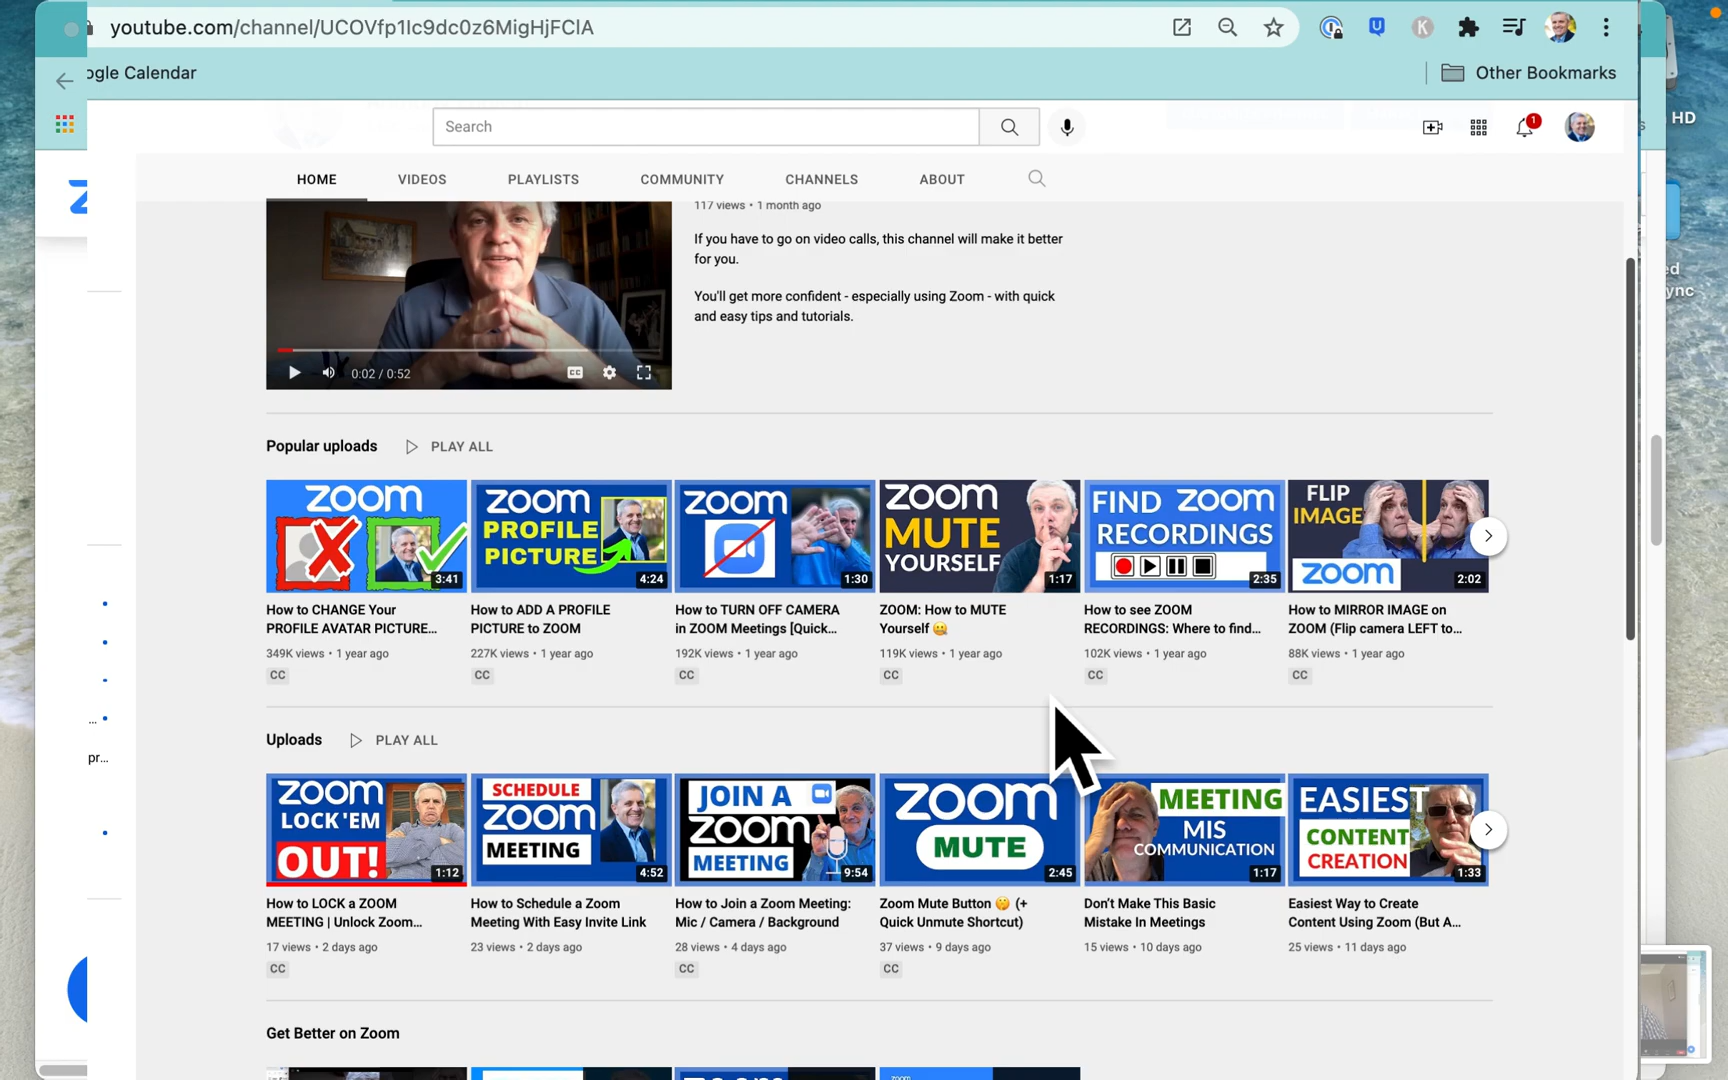 youtube.com/channel/UCOVfp1lc9dc0z6MigHjFClA
ogle Calendar
Other Bookmarks
K
HD
Search
1
HOME
VIDEOS
PLAYLISTS
COMMUNITY
CHANNELS
ABOUT
117 views • 1 month ago
If you have to go on video calls, this channel will make it better
for you.
You'll get more confident - especially using Zoom - with quick
and easy tips and tutorials.
0:02 / 0:52
CC
ed
ync
Popular uploads
PLAY ALL
zoom
3:41
zoom
PROFILE
PICTURE
4:24
zoom
1:30
zoom
MUTE
YOURSELF
1:17
FIND zoom
RECORDINGS
2:35
FLIP
IMAGE
zoom
2:02
How to CHANGE Your
PROFILE AVATAR PICTURE...
349K views • 1 year ago
CC
How to ADD A PROFILE
PICTURE to ZOOM
227K views • 1 year ago
CC
How to TURN OFF CAMERA
in ZOOM Meetings [Quick...
192K views • 1 year ago
CC
ZOOM: How to MUTE
Yourself 🤐
119K views • 1 year ago
CC
How to see ZOOM
RECORDINGS: Where to find...
102K views • 1 year ago
CC
How to MIRROR IMAGE on
ZOOM (Flip camera LEFT to...
88K views • 1 year ago
CC
...
pr...
Uploads
PLAY ALL
zoom
LOCK 'EM
OUT!
1:12
SCHEDULE
zoom
MEETING
4:52
JOIN A
zoom
MEETING
9:54
zoom
MUTE
2:45
MEETING
MIS
COMMUNICATION
1:17
EASIEST
CONTENT
CREATION
1:33
How to LOCK a ZOOM
MEETING | Unlock Zoom...
17 views • 2 days ago
CC
How to Schedule a Zoom
Meeting With Easy Invite Link
23 views • 2 days ago
How to Join a Zoom Meeting:
Mic / Camera / Background
28 views • 4 days ago
CC
Zoom Mute Button 🤫 (+
Quick Unmute Shortcut)
37 views • 9 days ago
CC
Don't Make This Basic
Mistake In Meetings
15 views • 10 days ago
Easiest Way to Create
Content Using Zoom (But A...
25 views • 11 days ago
Get Better on Zoom
zoom